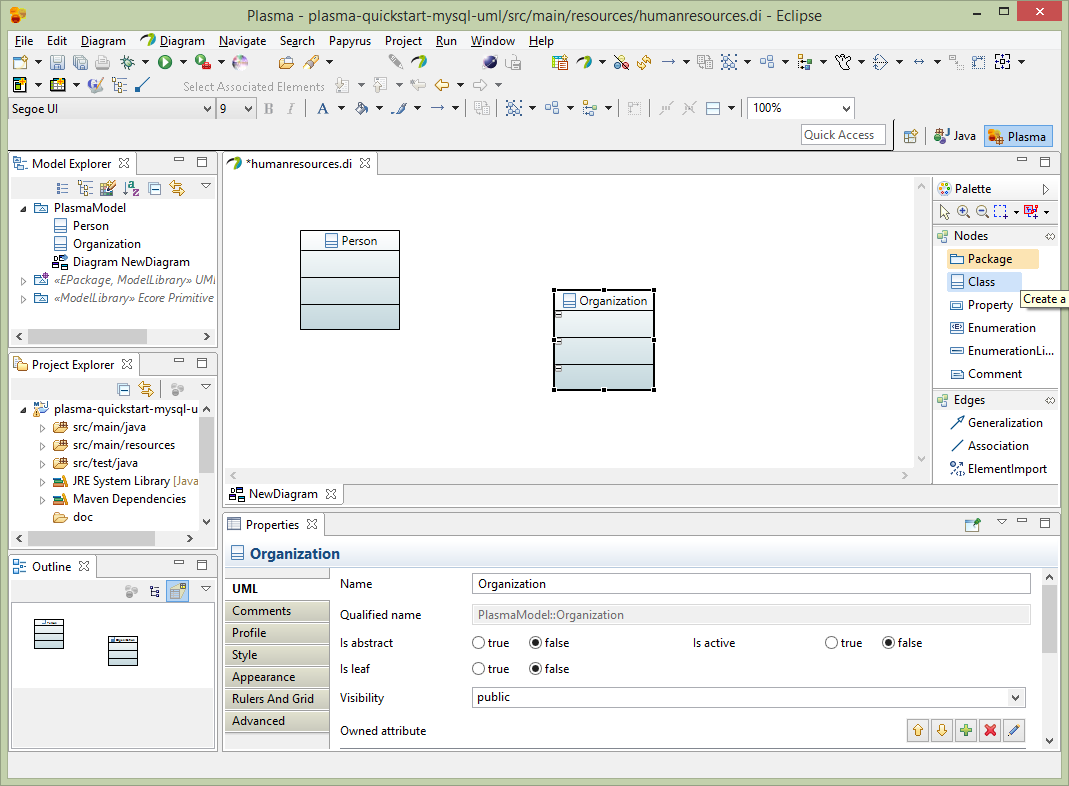 Plasma - plasma-quickstart-mysql-uml/src/main/resources/humanresources.di - Eclipse
File Edit Diagram Diagram Navigate Search Papyrus Project Run Window Help
Select Associated Elements
Segoe UI 9 B I A 100%
Quick Access Java Plasma
Model Explorer
PlasmaModel
Person
Organization
Diagram NewDiagram
«EPackage, ModelLibrary» UMI
«ModelLibrary» Ecore Primitive
Project Explorer
plasma-quickstart-mysql-u
src/main/java
src/main/resources
src/test/java
JRE System Library [Java
Maven Dependencies
doc
Outline
*humanresources.di
Person
Organization
NewDiagram
Palette
Nodes
Package
Class
Create a
Property
Enumeration
EnumerationLi...
Comment
Edges
Generalization
Association
ElementImport
Properties
Organization
UML
Comments
Profile
Style
Appearance
Rulers And Grid
Advanced
Name Organization
Qualified name PlasmaModel::Organization
Is abstract true false Is active true false
Is leaf true false
Visibility public
Owned attribute